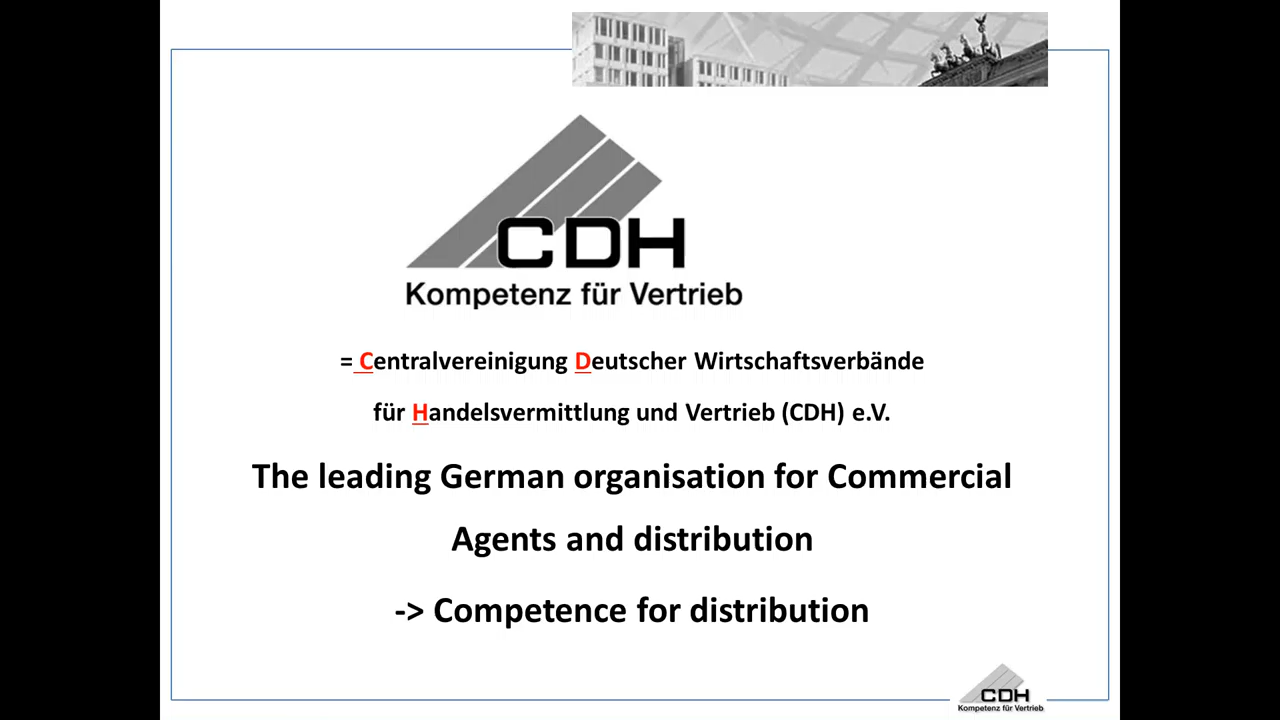 CDH
Kompetenz für Vertrieb
= Centralvereinigung Deutscher Wirtschaftsverbände
für Handelsvermittlung und Vertrieb (CDH) e.V.
The leading German organisation for Commercial
Agents and distribution
-> Competence for distribution
CDH
Kompetenz für Vertrieb